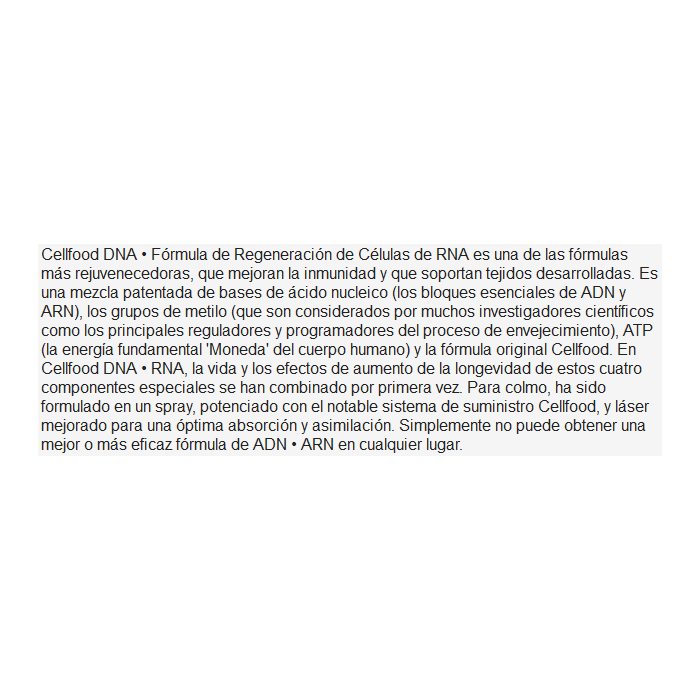 Cellfood DNA • Fórmula de Regeneración de Células de RNA es una de las fórmulas
más rejuvenecedoras, que mejoran la inmunidad y que soportan tejidos desarrolladas. Es
una mezcla patentada de bases de ácido nucleico (los bloques esenciales de ADN y
ARN), los grupos de metilo (que son considerados por muchos investigadores científicos
como los principales reguladores y programadores del proceso de envejecimiento), ATP
(la energía fundamental 'Moneda' del cuerpo humano) y la fórmula original Cellfood. En
Cellfood DNA • RNA, la vida y los efectos de aumento de la longevidad de estos cuatro
componentes especiales se han combinado por primera vez. Para colmo, ha sido
formulado en un spray, potenciado con el notable sistema de suministro Cellfood, y láser
mejorado para una óptima absorción y asimilación. Simplemente no puede obtener una
mejor o más eficaz fórmula de ADN • ARN en cualquier lugar.